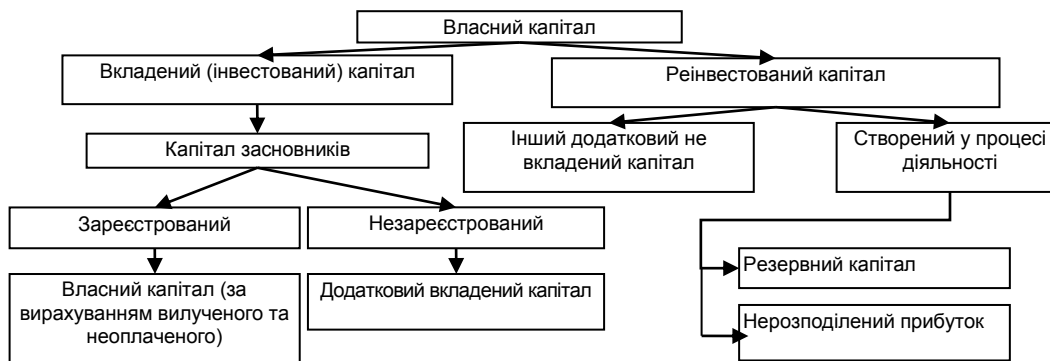 Власний капітал
Вкладений (інвестований) капітал
Реінвестований капітал
Капітал засновників
Інший додатковий не
вкладений капітал
Створений у процесі
діяльності
Зареєстрований
Незареєстрований
Власний капітал (за
вирахуванням вилученого та
неоплаченого)
Додатковий вкладений капітал
Резервний капітал
Нерозподілений прибуток